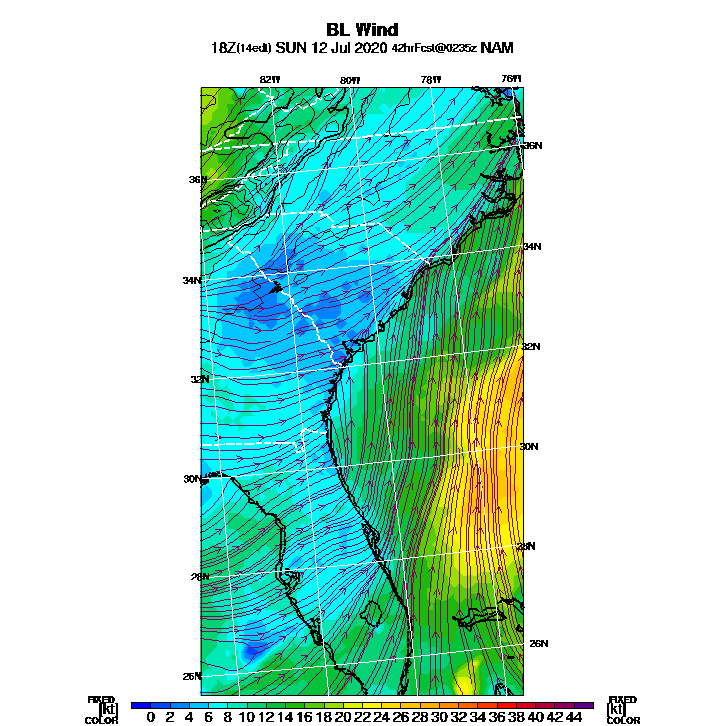 BL Wind
18Z(14edt) SUN 12 Jul 2020 42hrFcst@0235z NAM
82W 80W 78W 76W
36N
36N
34N
34N
32N
32N
30N
30N
28N
28N
26N
26N
FIXED FIXED
[kt] 0 2 4 6 8 10 12 14 16 18 20 22 24 26 28 30 32 34 36 38 40 42 44 [kt]
COLOR COLOR